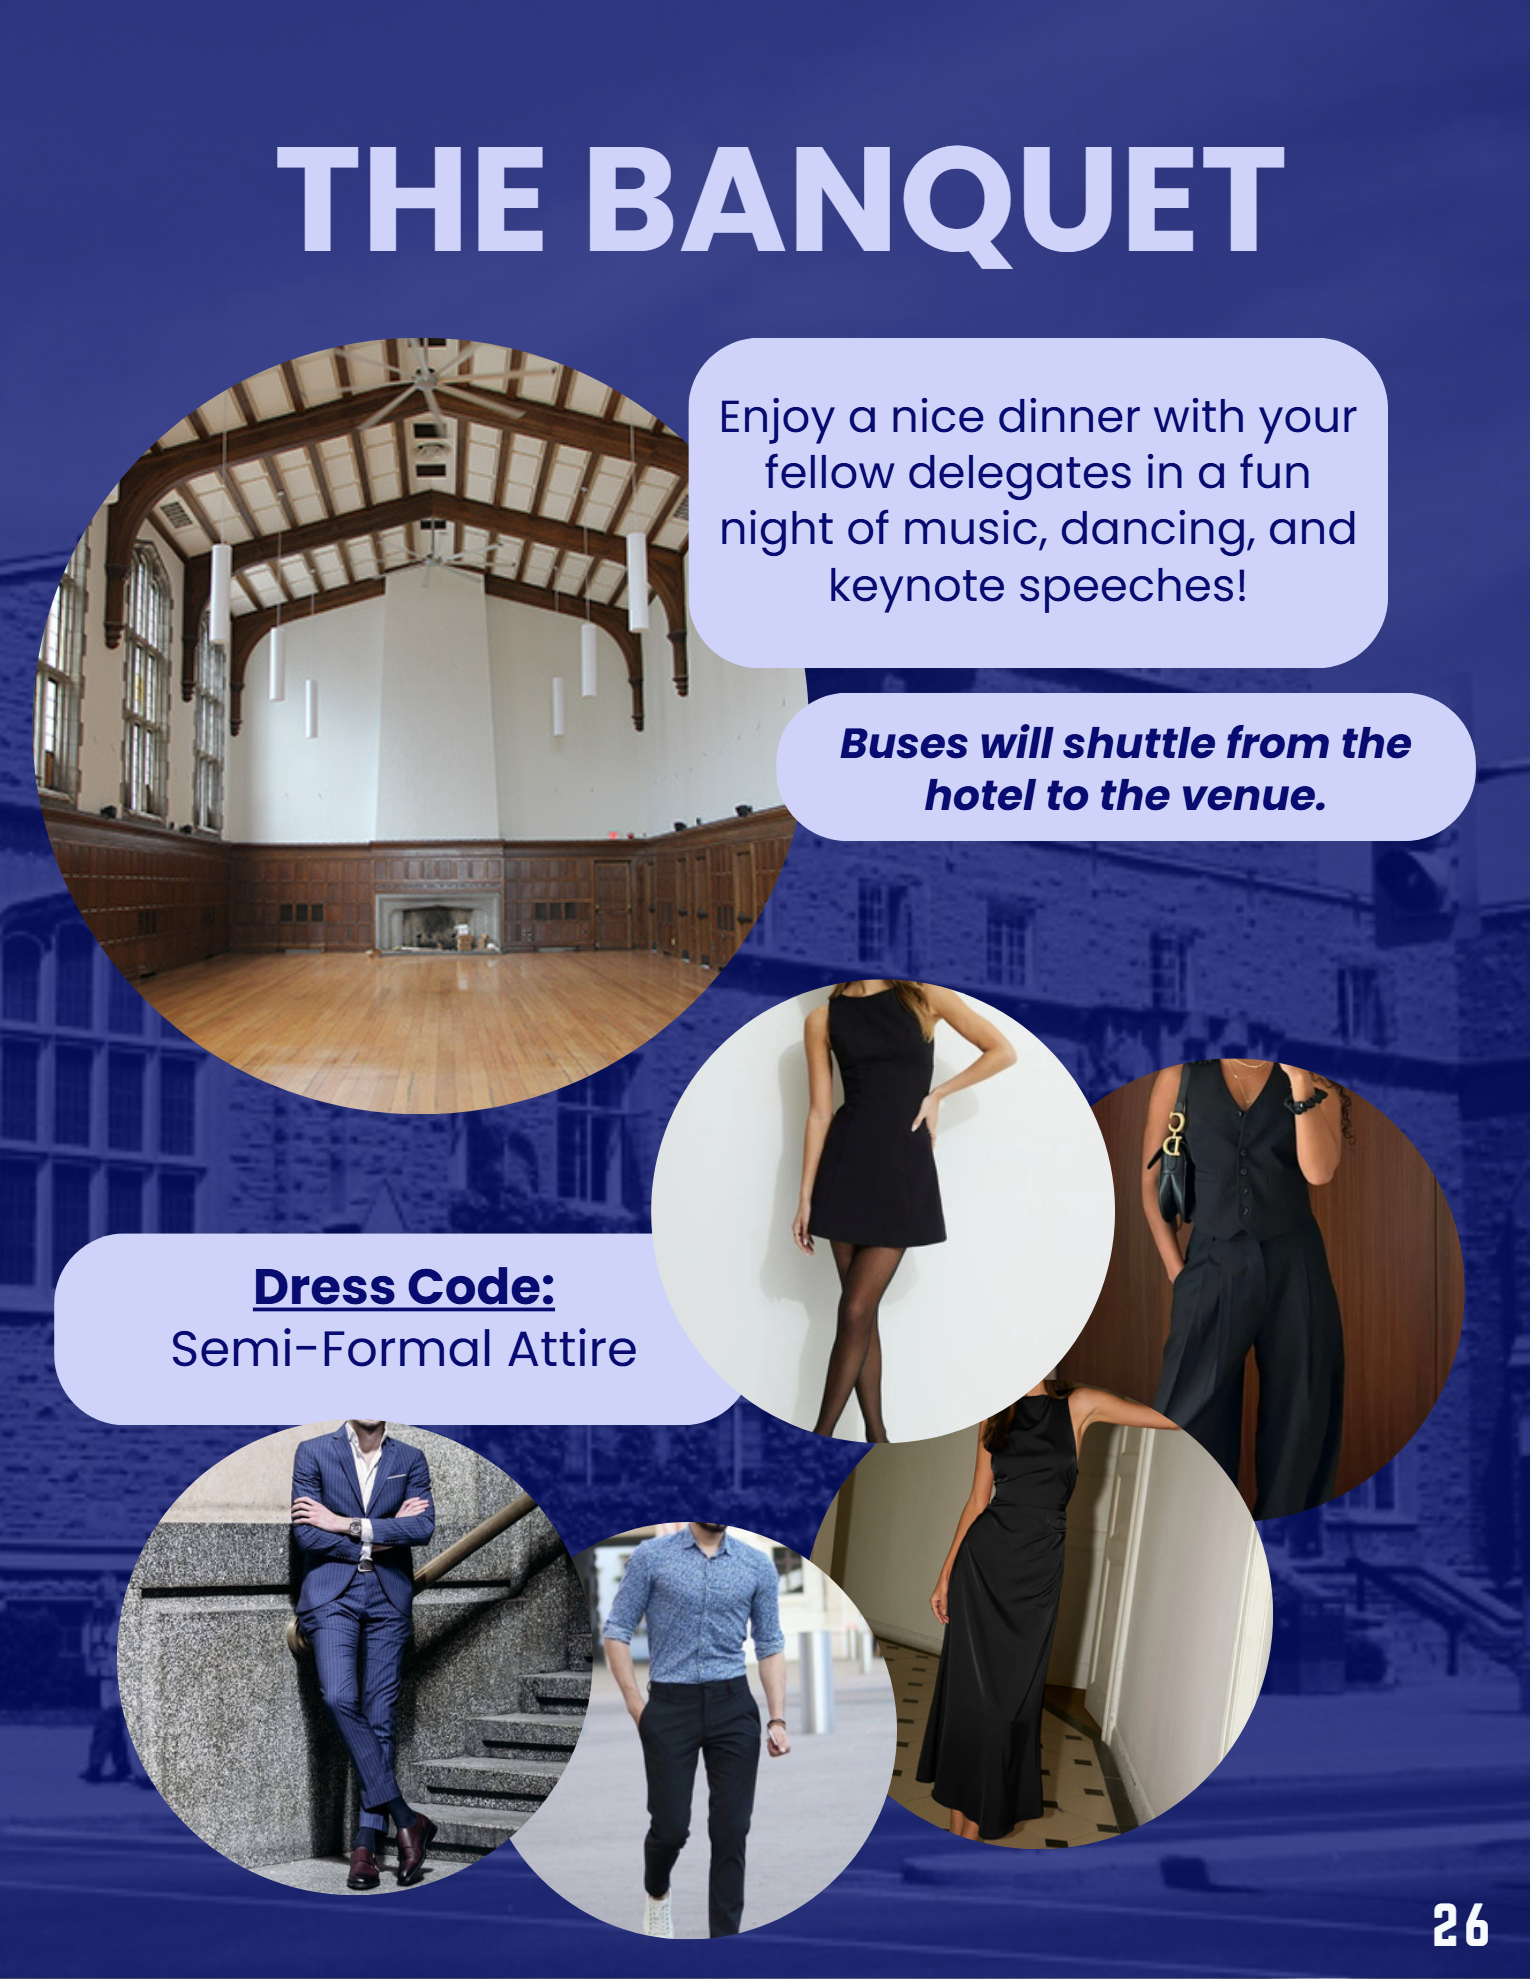 THE BANQUET
Enjoy a nice dinner with your
fellow delegates in a fun
night of music, dancing, and
keynote speeches!
Buses will shuttle from the
hotel to the venue.
Dress Code:
Semi-Formal Attire
26